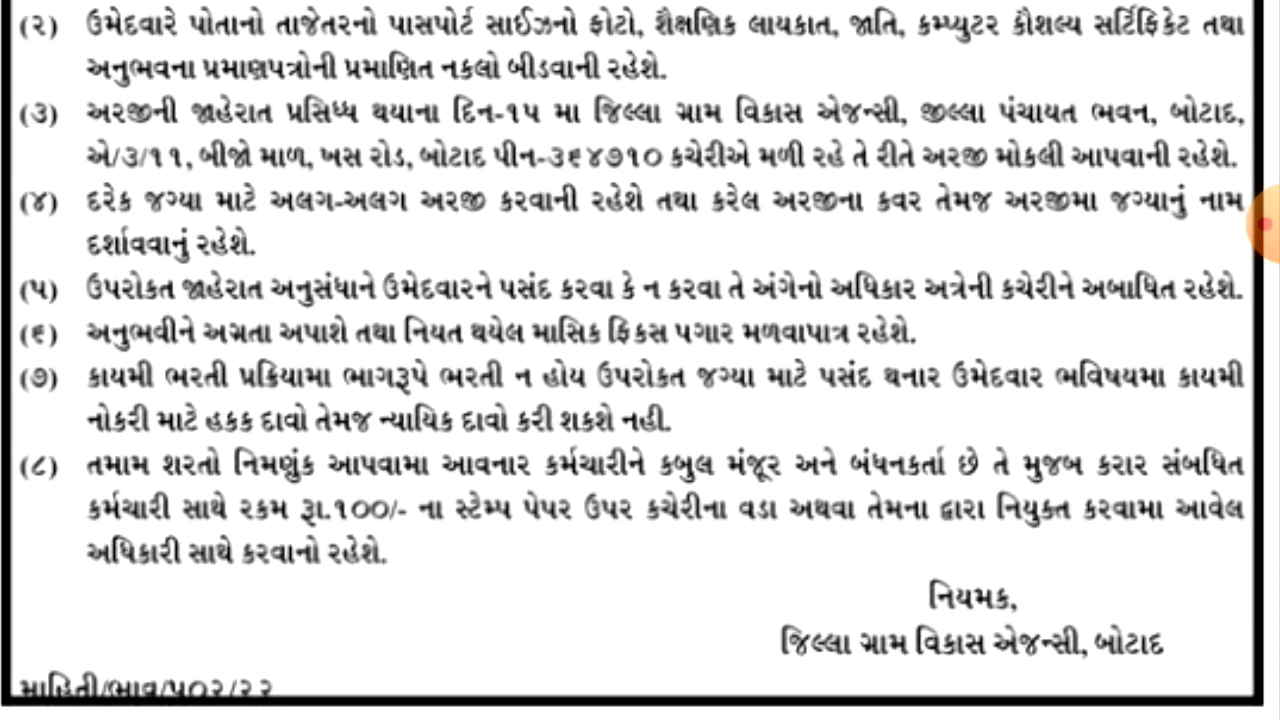 (૨) ઉમેદવારે પોતાનો તાજેતરનો પાસપોર્ટ સાઈઝનો ફોટો, શૈક્ષણિક લાયકાત, જાતિ, કમ્પ્યુટર કૌશલ્ય સર્ટિફિકેટ તથા
અનુભવના પ્રમાણપત્રોની પ્રમાણિત નકલો બીડવાની રહેશે.
(૩) અરજીની જાહેરાત પ્રસિધ્ધ થયાના દિન-૧૫ મા જિલ્લા ગ્રામ વિકાસ એજન્સી, જીલ્લા પંચાયત ભવન, બોટાદ,
એ/૩/૧૧, બીજો માળ, ખસ રોડ, બોટાદ પીન-૩૬૪૭૧૦ કચેરીએ મળી રહે તે રીતે અરજી મોકલી આપવાની રહેશે.
(૪) દરેક જગ્યા માટે અલગ-અલગ અરજી કરવાની રહેશે તથા કરેલ અરજીના કવર તેમજ અરજીમા જગ્યાનું નામ
દર્શાવવાનું રહેશે.
(૫) ઉપરોકત જાહેરાત અનુસંધાને ઉમેદવારને પસંદ કરવા કે ન કરવા તે અંગેનો અધિકાર અત્રેની કચેરીને અબાધિત રહેશે.
(૬) અનુભવીને અગ્રતા અપાશે તથા નિયત થયેલ માસિક ફિકસ પગાર મળવાપાત્ર રહેશે.
(૭) કાયમી ભરતી પ્રક્રિયામા ભાગરૂપે ભરતી ન હોય ઉપરોકત જગ્યા માટે પસંદ થનાર ઉમેદવાર ભવિષયમા કાયમી
નોકરી માટે હકક દાવો તેમજ ન્યાયિક દાવો કરી શકશે નહી.
(૮) તમામ શરતો નિમણુંક આપવામા આવનાર કર્મચારીને કબુલ મંજૂર અને બંધનકર્તા છે તે મુજબ કરાર સંબધિત
કર્મચારી સાથે રકમ રૂા.૧૦૦/- ના સ્ટેમ્પ પેપર ઉપર કચેરીના વડા અથવા તેમના દ્વારા નિયુક્ત કરવામા આવેલ
અધિકારી સાથે કરવાનો રહેશે.
નિયમક,
જિલ્લા ગ્રામ વિકાસ એજન્સી, બોટાદ
માહિતી/ભાવ/૫૦૨/૨૨